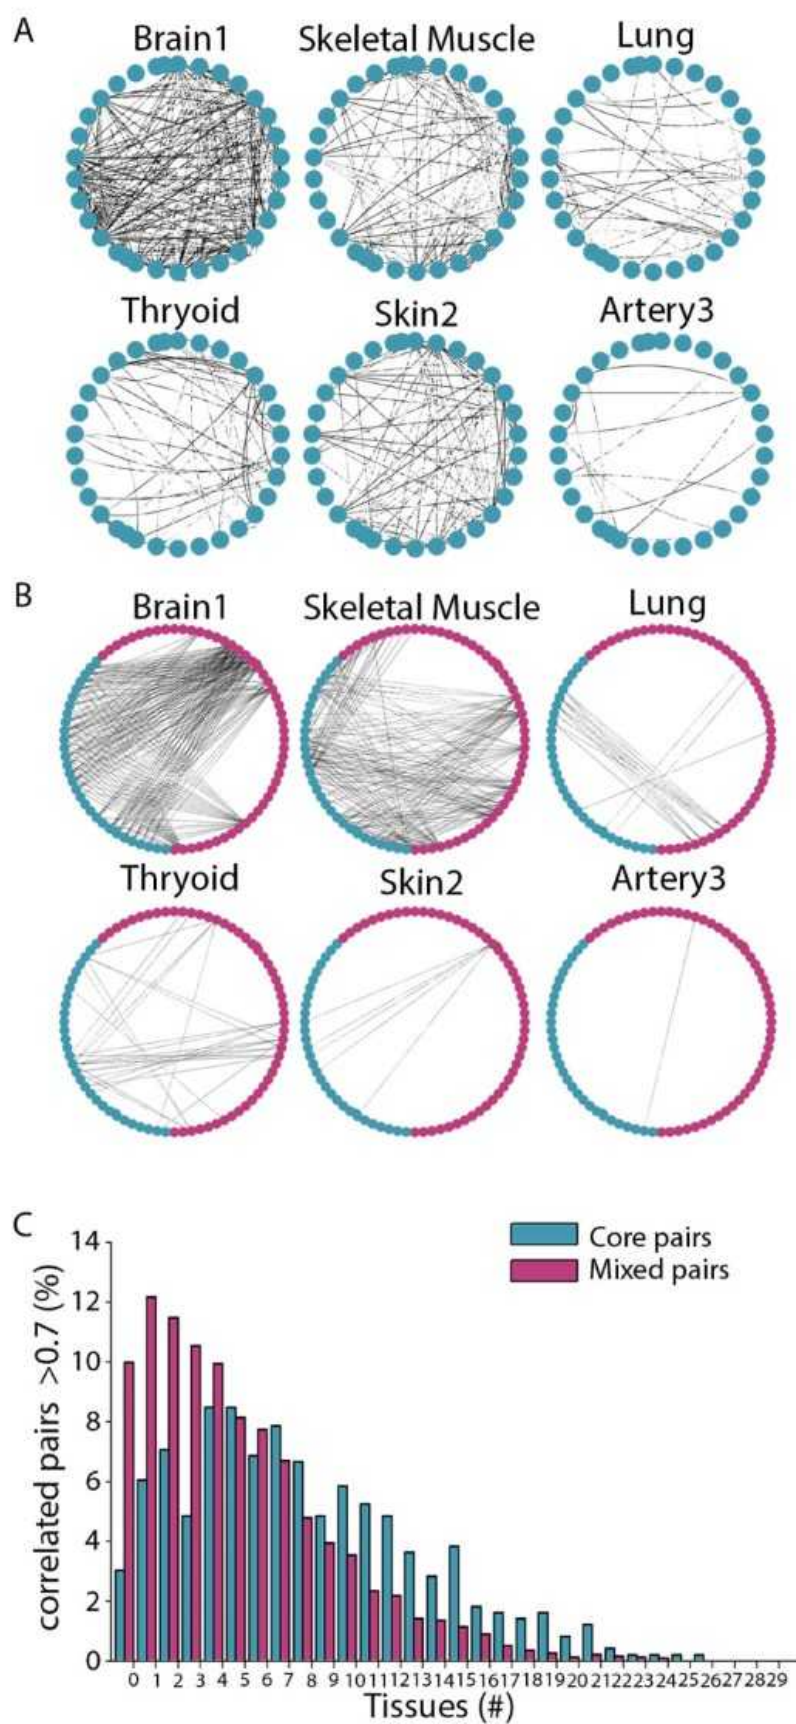 A
Brain1 Skeletal Muscle Lung
Thryoid Skin2 Artery3
B
Brain1 Skeletal Muscle Lung
Thryoid Skin2 Artery3
C
Core pairs
Mixed pairs
correlated pairs >0.7 (%)
14
12
10
8
6
4
2
0
0 1 2 3 4 5 6 7 8 9 10 11 12 13 14 15 16 17 18 19 20 21 22 23 24 25 26 27 28 29
Tissues (#)